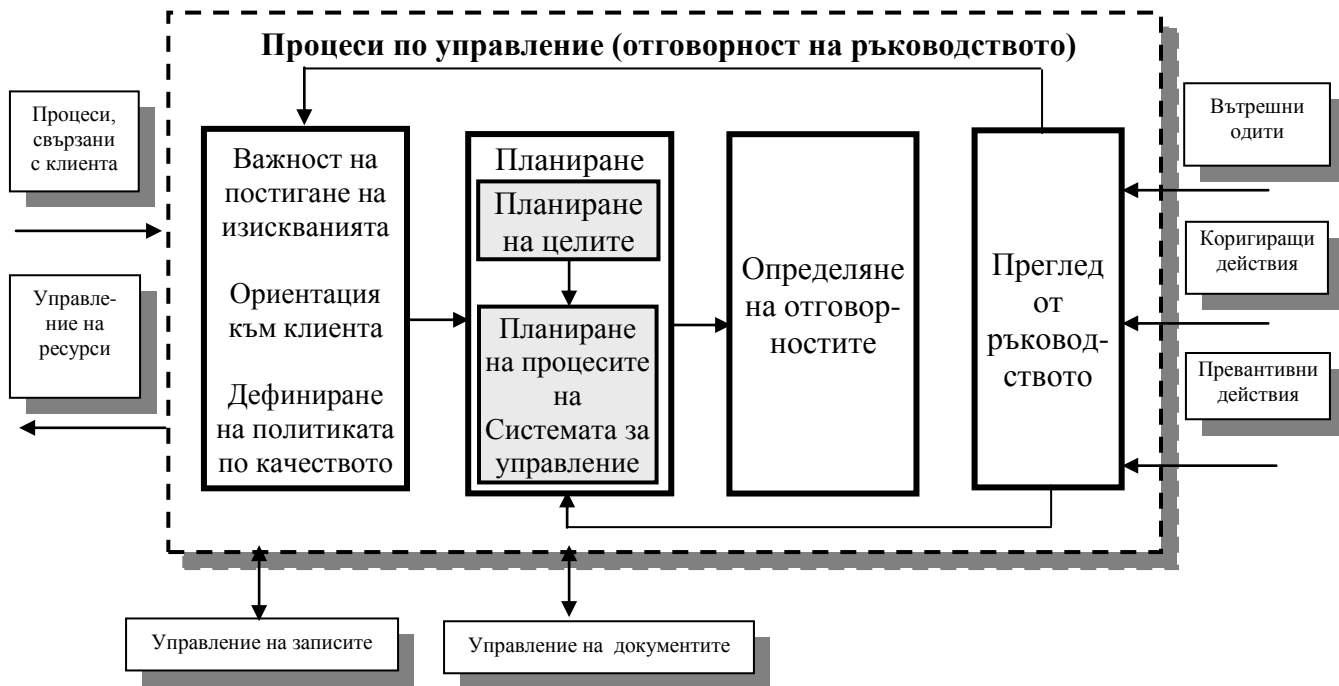 Процеси по управление (отговорност на ръководството)
Процеси,
свързани
с клиента
Управле-
ние на
ресурси
Важност на
постигане на
изискванията
Ориентация
към клиента
Дефиниране
на политиката
по качеството
Планиране
Планиране
на целите
Планиране
на процесите
на
Системата за
управление
Определяне
на отговор-
ностите
Преглед
от
ръковод-
ството
Вътрешни
одити
Коригиращи
действия
Превантивни
действия
Управление на записите
Управление на документите